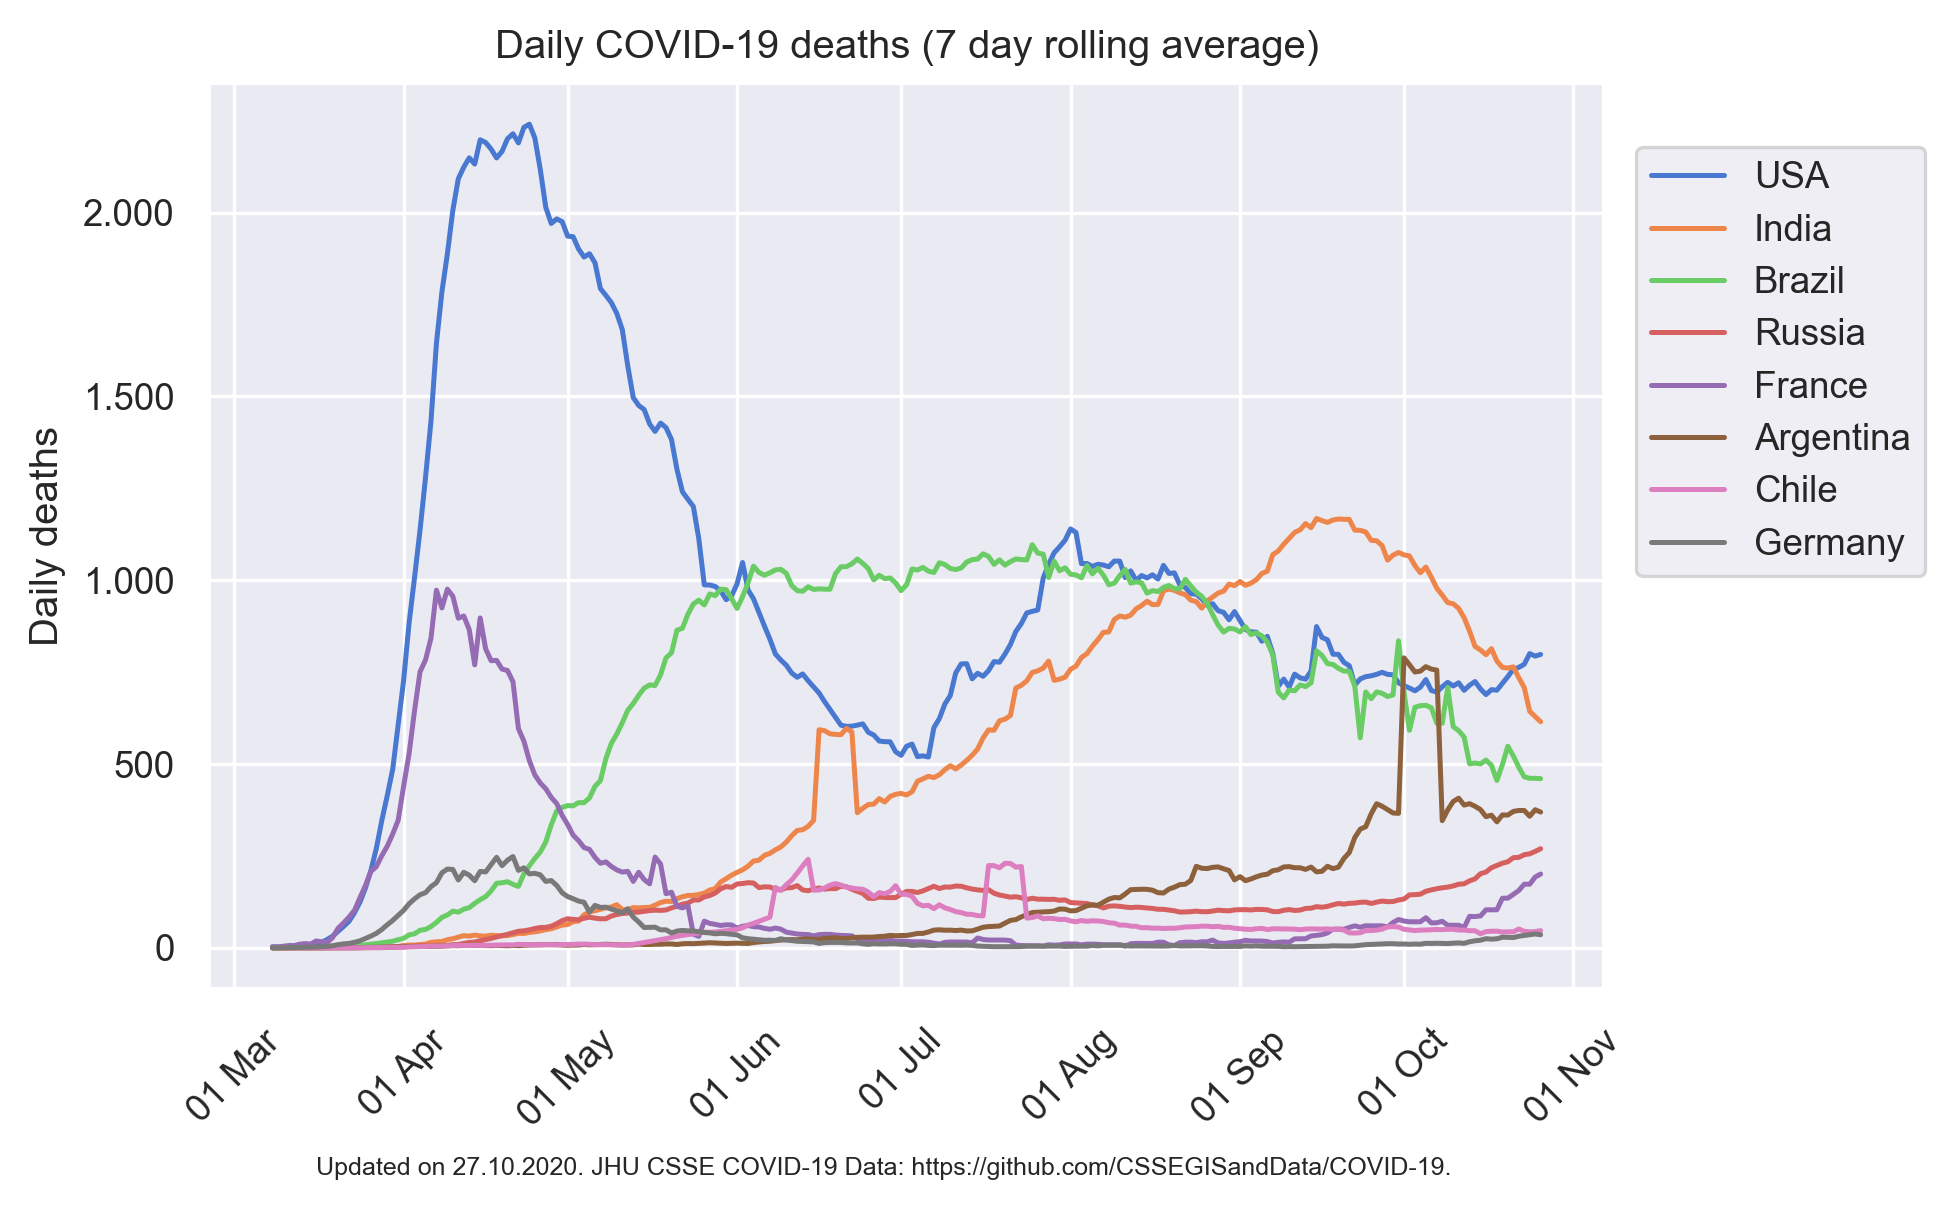 Daily COVID-19 deaths (7 day rolling average)
Daily deaths
2.000
1.500
1.000
500
0
01 Mar
01 Apr
01 May
01 Jun
01 Jul
01 Aug
01 Sep
01 Oct
01 Nov
USA
India
Brazil
Russia
France
Argentina
Chile
Germany
Updated on 27.10.2020. JHU CSSE COVID-19 Data: https://github.com/CSSEGISandData/COVID-19.